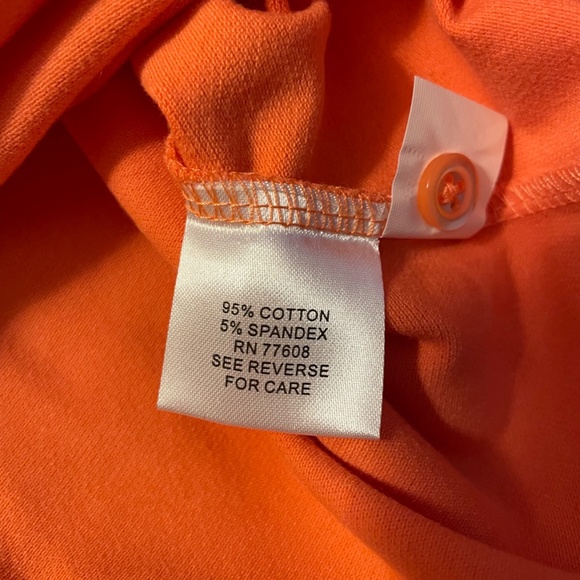 95% COTTON
5% SPANDEX
RN 77608
SEE REVERSE
FOR CARE